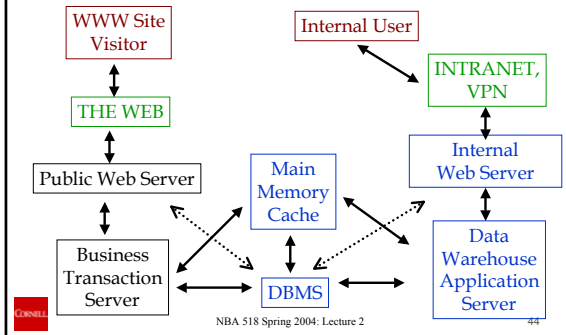 WWW Site
Visitor
Internal User
THE WEB
INTRANET,
VPN
Public Web Server
Main
Memory
Cache
Internal
Web Server
Business
Transaction
Server
DBMS
Data
Warehouse
Application
Server
CORNELL
NBA 518 Spring 2004: Lecture 2
44